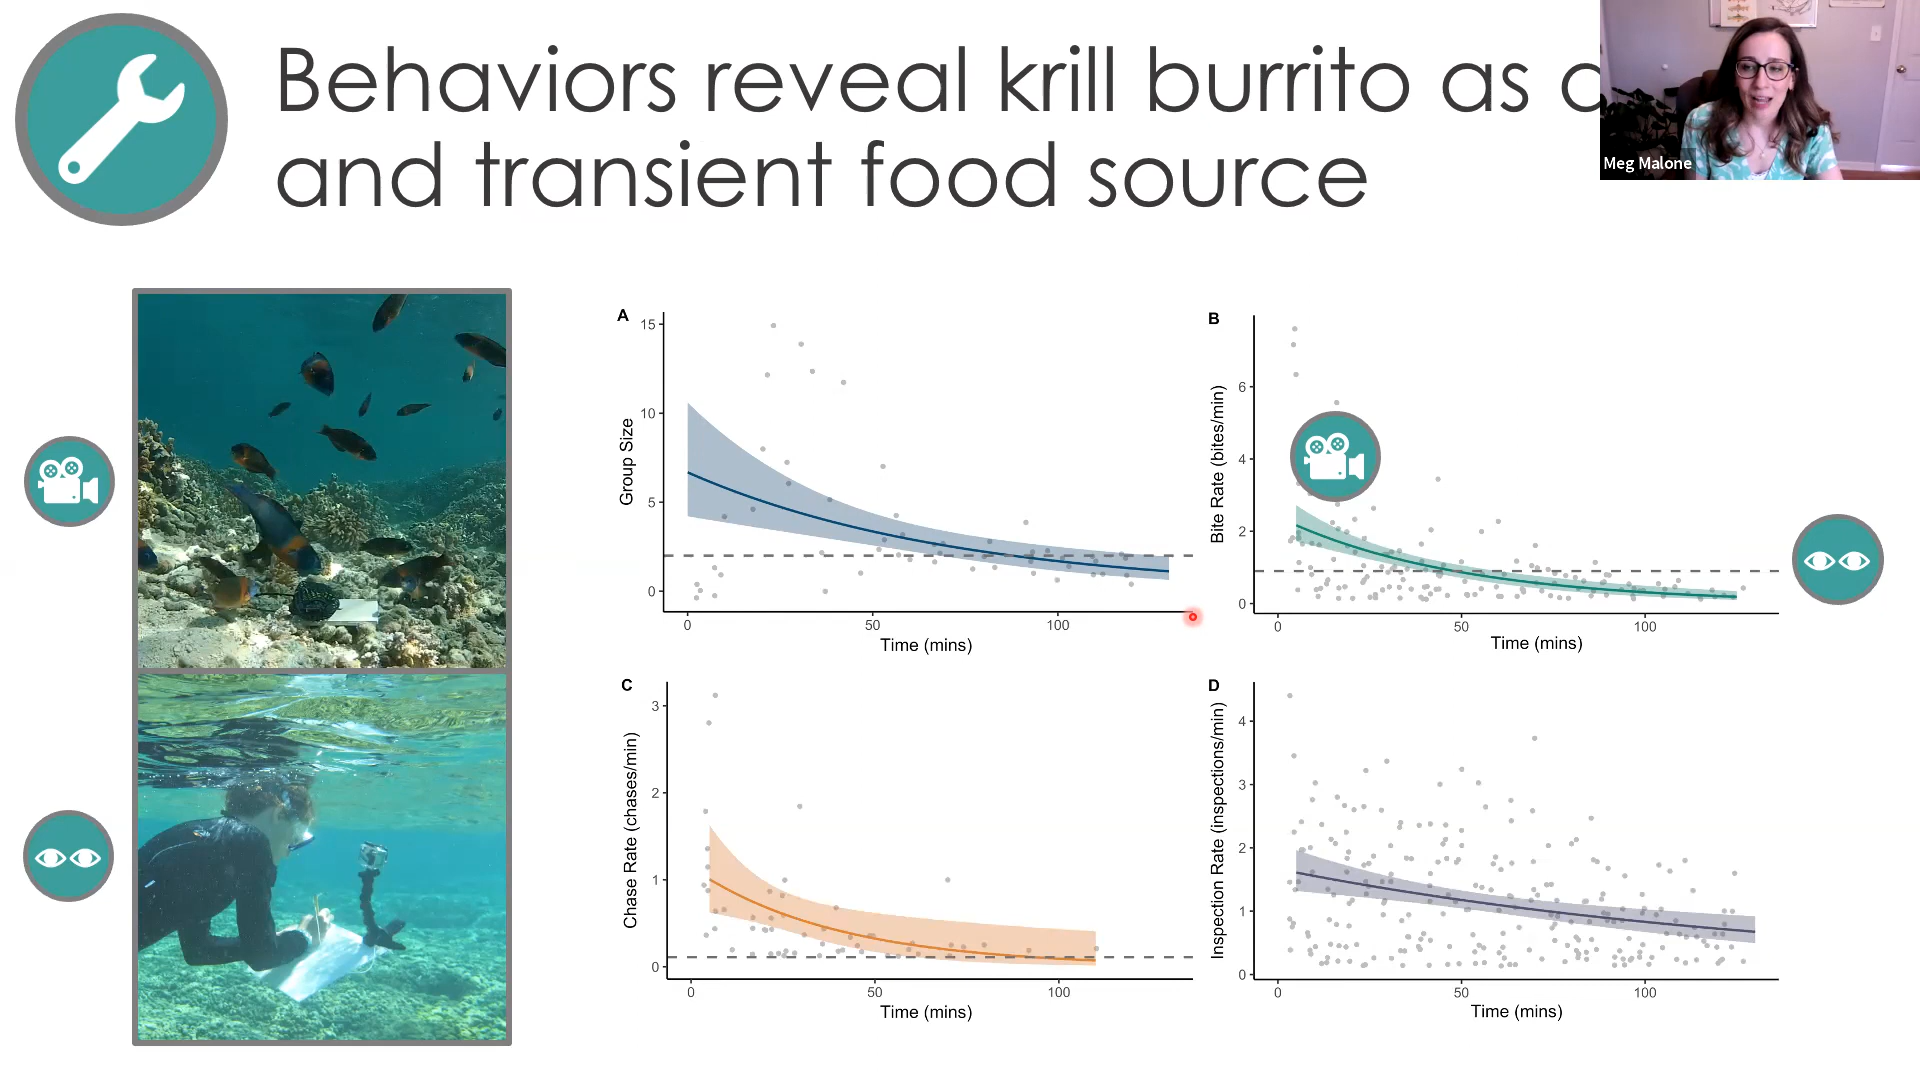 Behaviors reveal krill burrito as
and transient food source
Meg Malone
A
15
10
5
0
Group Size
0 50 100
Time (mins)
B
6
4
2
0
Bite Rate (bites/min)
0 50 100
Time (mins)
C
3
2
1
0
Chase Rate (chases/min)
0 50 100
Time (mins)
D
4
3
2
1
0
Inspection Rate (inspections/min)
0 50 100
Time (mins)